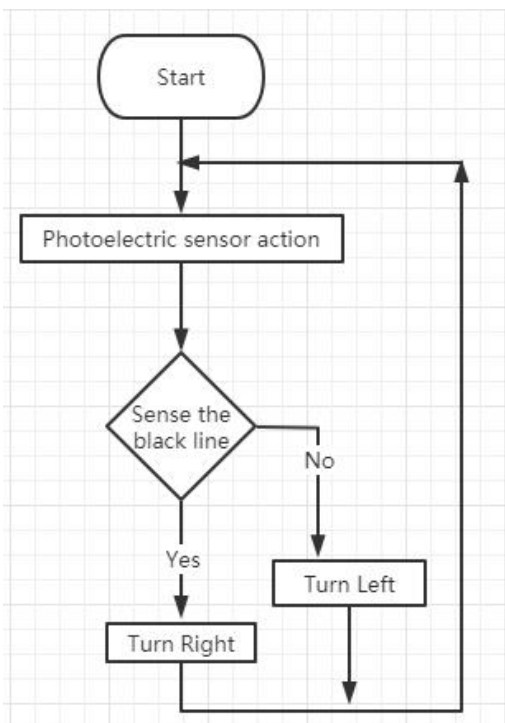 Start
Photoelectric sensor action
Sense the
black line
No
Yes
Turn Left
Turn Right